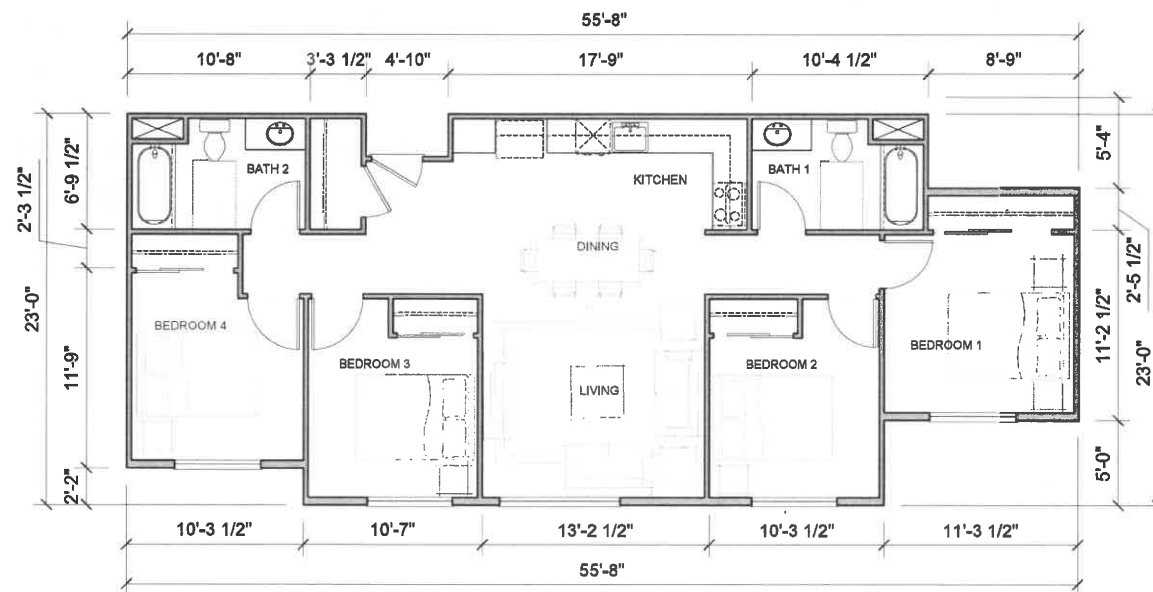 55'-8"
10'-8"
3'-3 1/2"
4'-10"
17'-9"
10'-4 1/2"
8'-9"
2'-3 1/2"
6'-9 1/2"
23'-0"
11'-9"
2'-2"
BATH 2
KITCHEN
BATH 1
DINING
BEDROOM 4
BEDROOM 3
LIVING
BEDROOM 2
BEDROOM 1
5'-4"
2'-5 1/2"
11'-2 1/2"
23'-0"
5'-0"
10'-3 1/2"
10'-7"
13'-2 1/2"
10'-3 1/2"
11'-3 1/2"
55'-8"